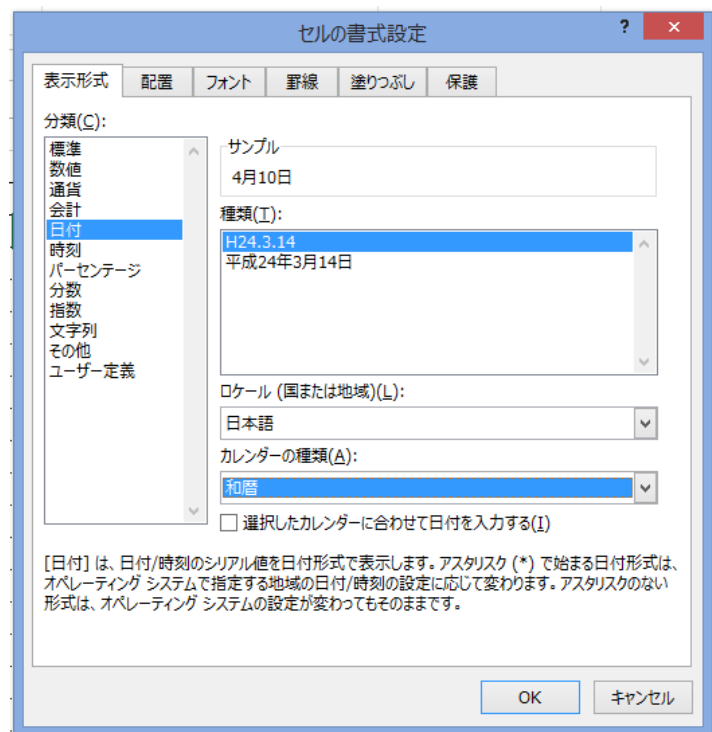 セルの書式設定
?
×
表示形式 配置 フォント 罫線 塗りつぶし 保護
分類(C):
標準
数値
通貨
会計
日付
時刻
パーセンテージ
分数
指数
文字列
その他
ユーザー定義
サンプル
4月10日
種類(T):
H24.3.14
平成24年3月14日
ロケール (国または地域)(L):
日本語
カレンダーの種類(A):
和暦
選択したカレンダーに合わせて日付を入力する(I)
[日付] は、日付/時刻のシリアル値を日付形式で表示します。アスタリスク (*) で始まる日付形式は、
オペレーティング システムで指定する地域の日付/時刻の設定に応じて変わります。アスタリスクのない
形式は、オペレーティング システムの設定が変わってもそのままです。
OK キャンセル